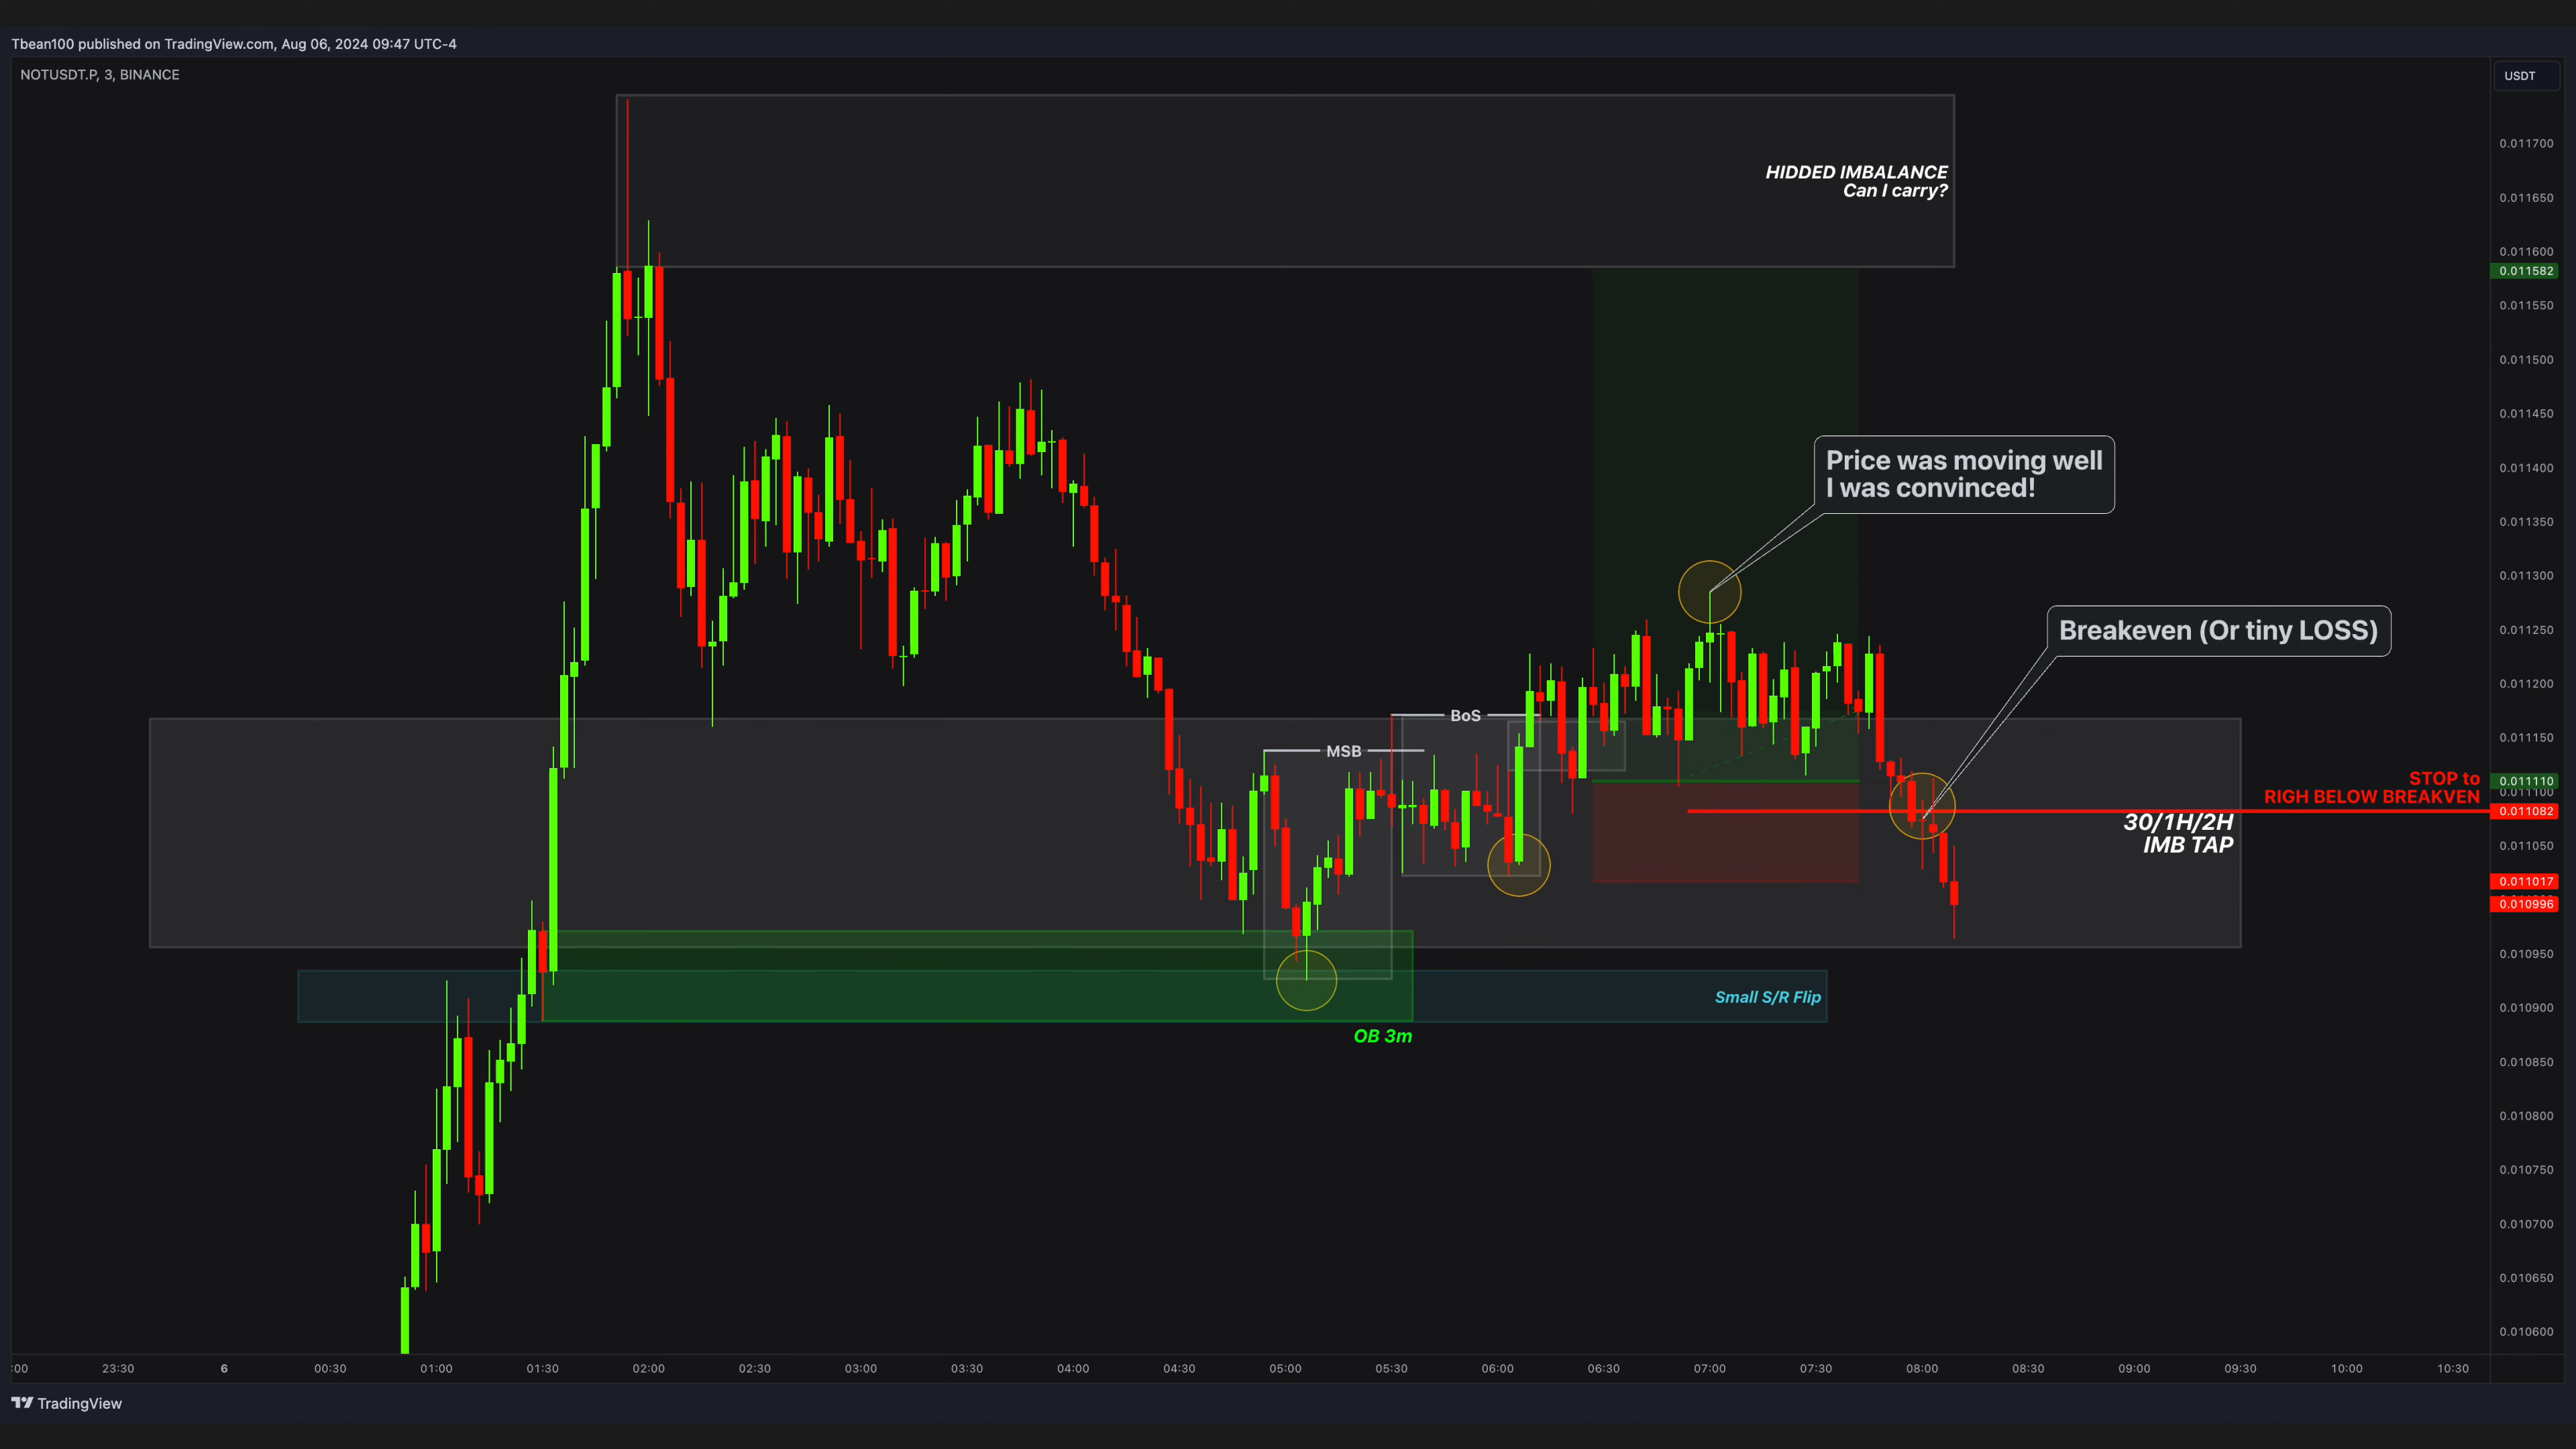 Tbean100 published on TradingView.com, Aug 06, 2024 09:47 UTC-4
NOTUSDT.P, 3, BINANCE
USDT
HIDDED IMBALANCE
Can I carry?
Price was moving well
I was convinced!
Breakeven (Or tiny LOSS)
BoS
MSB
STOP to
RIGH BELOW BREAKVEN
30/1H/2H
IMB TAP
Small S/R Flip
OB 3m
0.011700
0.011650
0.011600
0.011582
0.011550
0.011500
0.011450
0.011400
0.011350
0.011300
0.011250
0.011200
0.011150
0.011110
0.011100
0.011082
0.011050
0.011017
0.010996
0.010950
0.010900
0.010850
0.010800
0.010750
0.010700
0.010650
0.010600
:00 23:30 6 00:30 01:00 01:30 02:00 02:30 03:00 03:30 04:00 04:30 05:00 05:30 06:00 06:30 07:00 07:30 08:00 08:30 09:00 09:30 10:00 10:30
TradingView